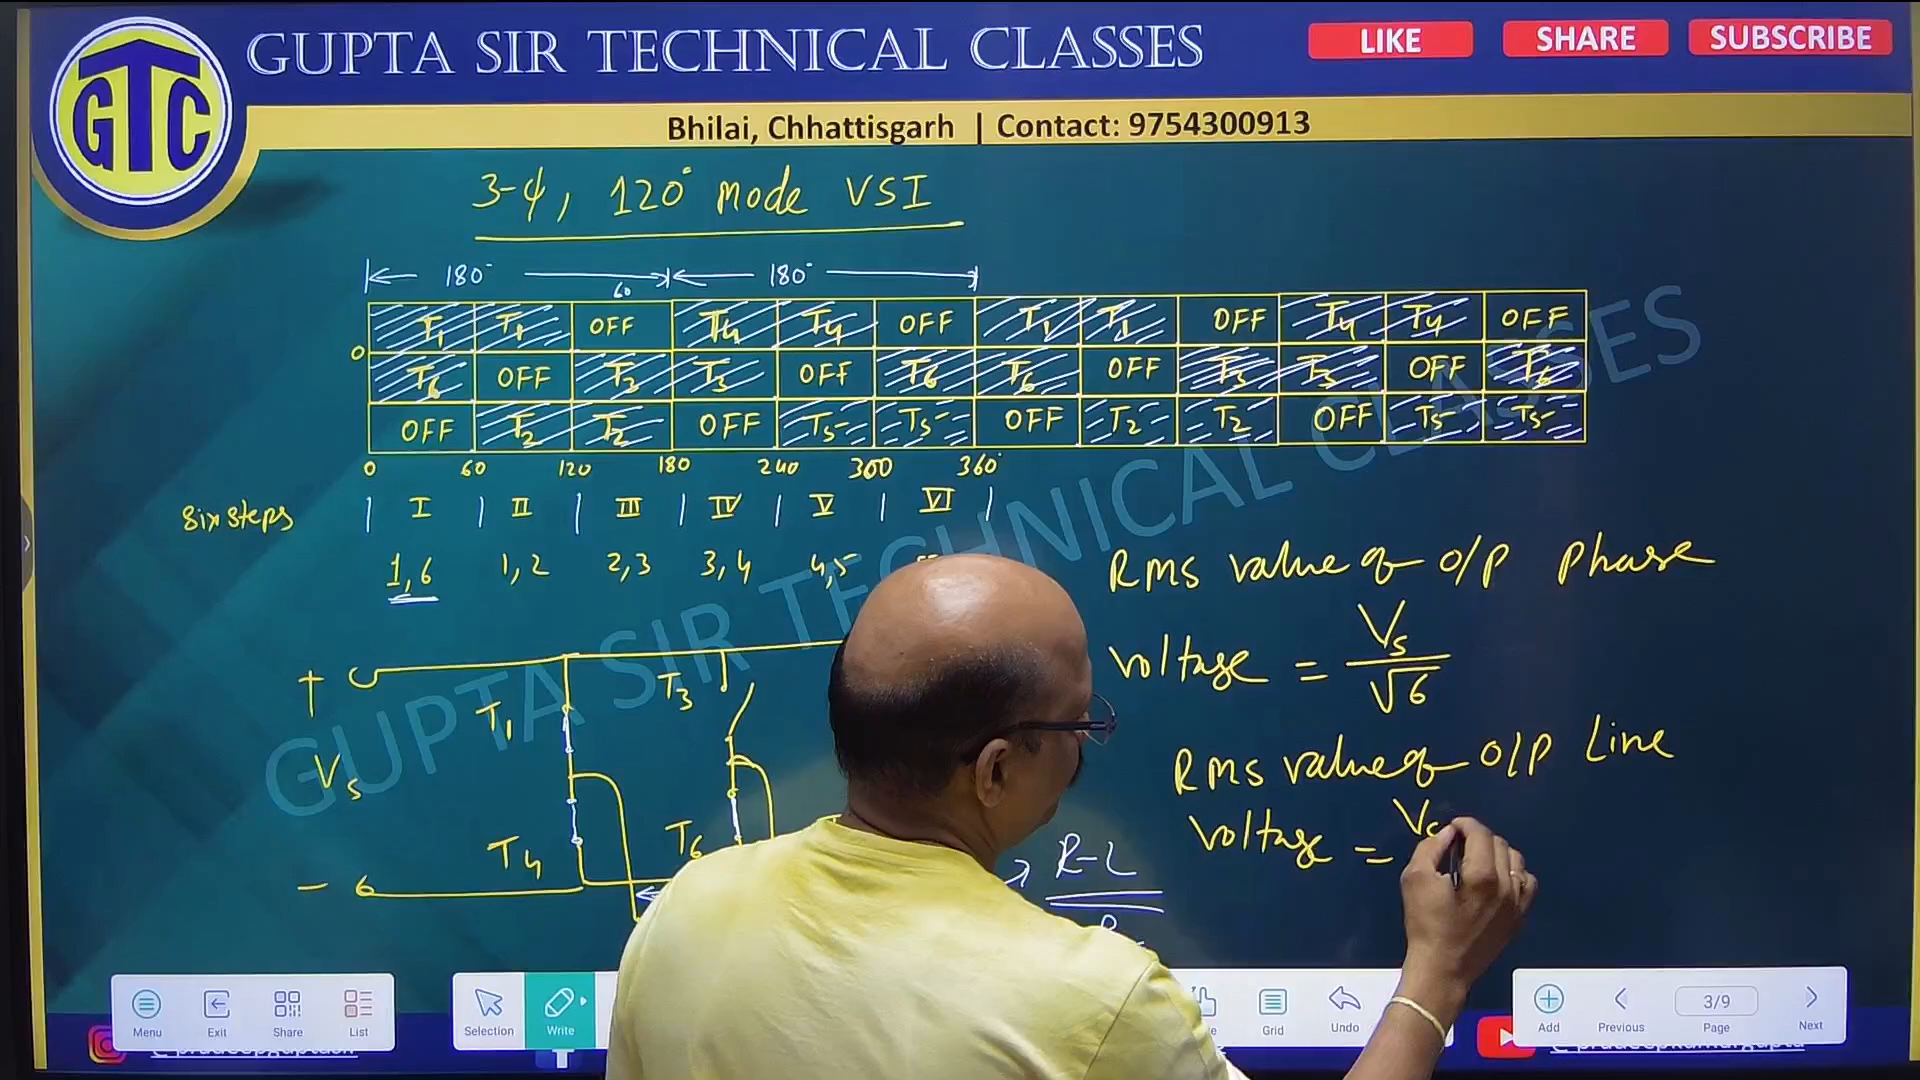 GTC
GUPTA SIR TECHNICAL CLASSES
LIKE
SHARE
SUBSCRIBE
Bhilai, Chhattisgarh | Contact: 9754300913
3-φ, 120° mode VSI
180° 180°
60
T1 T1 OFF T4 T4 OFF T1 T1 OFF T4 T4 OFF
0
T6 OFF T3 T3 OFF T6 T6 OFF T3 T3 OFF T6
OFF T2 T2 OFF T5 T5 OFF T2 T2 OFF T5 T5
0 60 120 180 240 300 360°
Six steps | I | II | III | IV | V | VI |
1,6 1,2 2,3 3,4 4,5
RMS value of O/P Phase
voltage = Vs/√6
RMS value of O/P Line
voltage = Vs
+
T1
T3
Vs
T4
T6
−
R-L
GUPTA SIR TECHNICAL CLASSES
Menu
Exit
Share
List
Selection
Write
Grid
Undo
Add
Previous
3/9
Page
Next